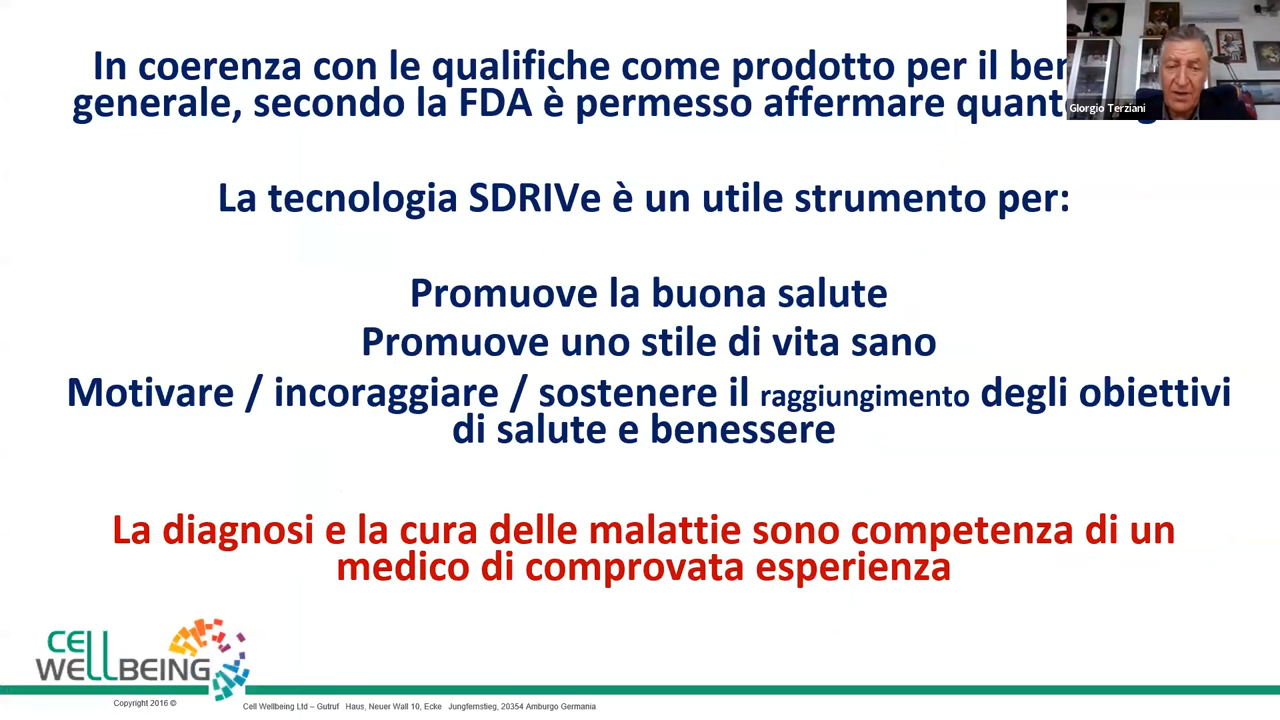 In coerenza con le qualifiche come prodotto per il
generale, secondo la FDA è permesso affermare
Giorgio Terziani
La tecnologia SDRIVe è un utile strumento per:
Promuove la buona salute
Promuove uno stile di vita sano
Motivare / incoraggiare / sostenere il raggiungimento degli obiettivi
di salute e benessere
La diagnosi e la cura delle malattie sono competenza di un
medico di comprovata esperienza
CELL
WELLBEING
Copyright 2016 ©
Cell Wellbeing Ltd – Gutruf Haus, Neuer Wall 10, Ecke Jungfernstieg, 20354 Amburgo Germania